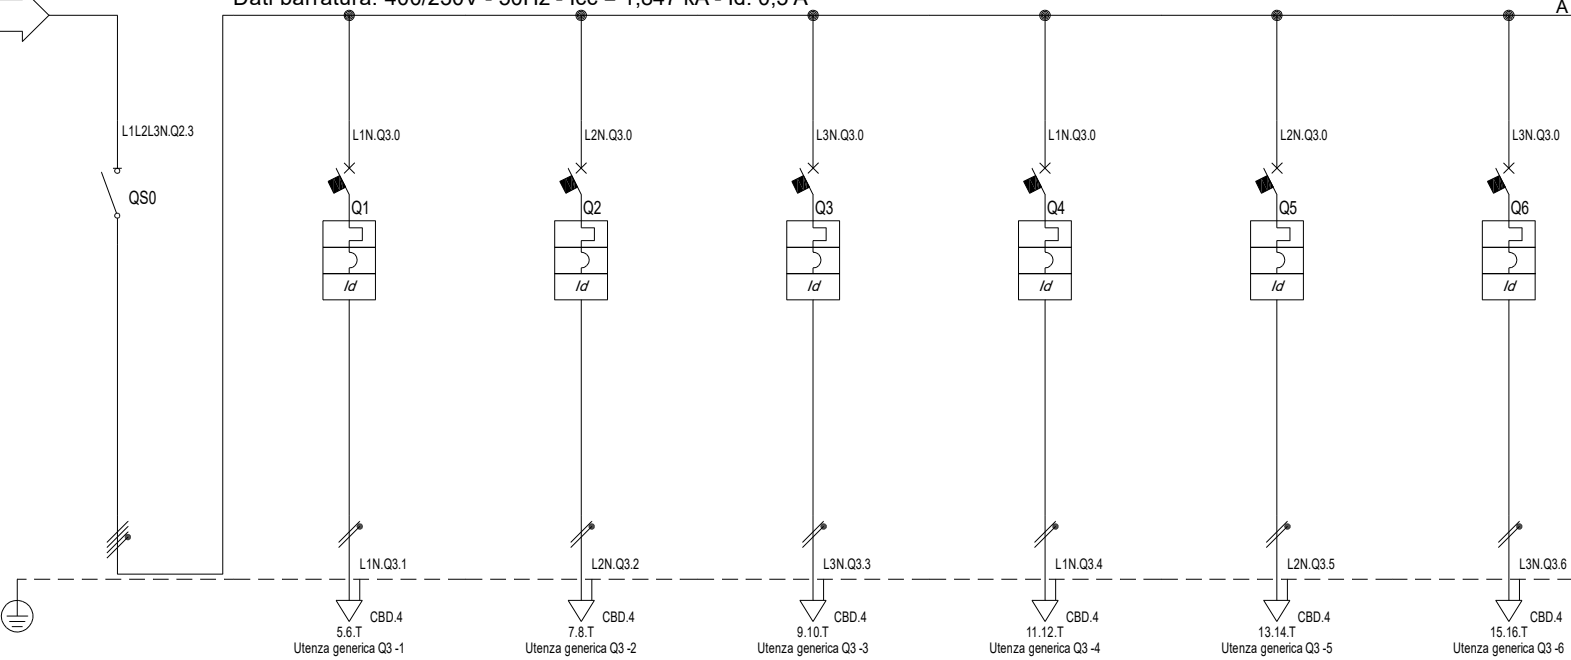 Dati barratura: 400/230V - 50Hz - Icc = 1,847 kA - Id: 0,5 A
A
L1L2L3N.Q2.3
L1N.Q3.0
L2N.Q3.0
L3N.Q3.0
L1N.Q3.0
L2N.Q3.0
L3N.Q3.0
QS0
Q1
Q2
Q3
Q4
Q5
Q6
Id
Id
Id
Id
Id
Id
L1N.Q3.1
L2N.Q3.2
L3N.Q3.3
L1N.Q3.4
L2N.Q3.5
L3N.Q3.6
CBD.4
CBD.4
CBD.4
CBD.4
CBD.4
CBD.4
5.6.T
7.8.T
9.10.T
11.12.T
13.14.T
15.16.T
Utenza generica Q3 -1
Utenza generica Q3 -2
Utenza generica Q3 -3
Utenza generica Q3 -4
Utenza generica Q3 -5
Utenza generica Q3 -6